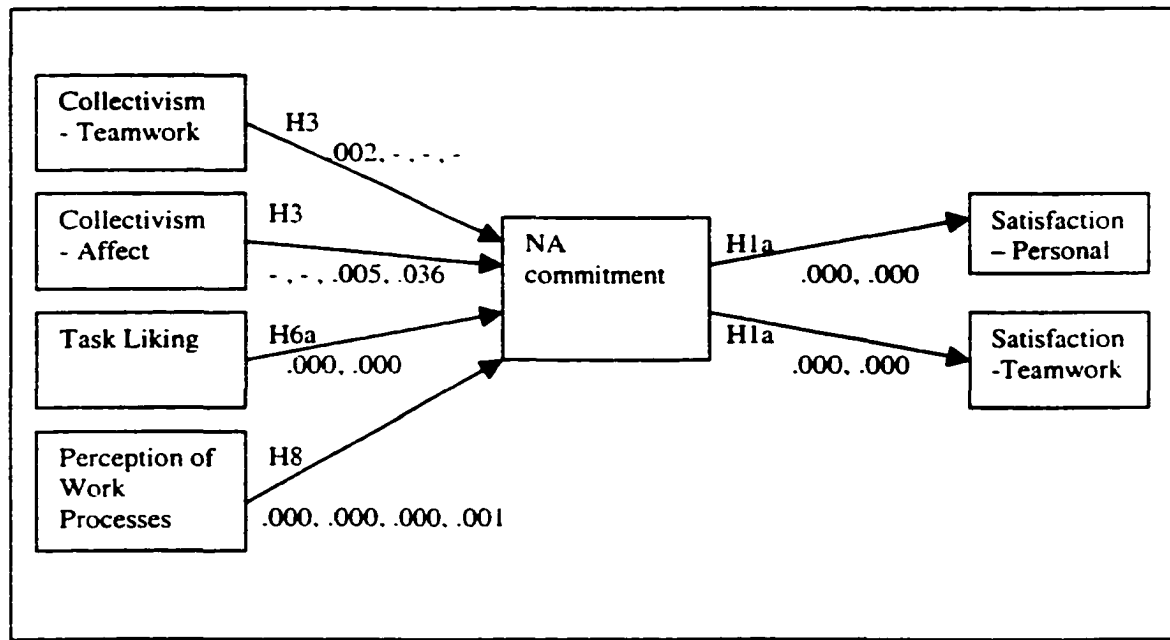 Collectivism
- Teamwork
H3
.002, - , - , -
Collectivism
- Affect
H3
- , - , .005, .036
Task Liking
H6a
.000, .000
Perception of
Work
Processes
H8
.000, .000, .000, .001
NA
commitment
H1a
.000, .000
Satisfaction
– Personal
H1a
.000, .000
Satisfaction
-Teamwork